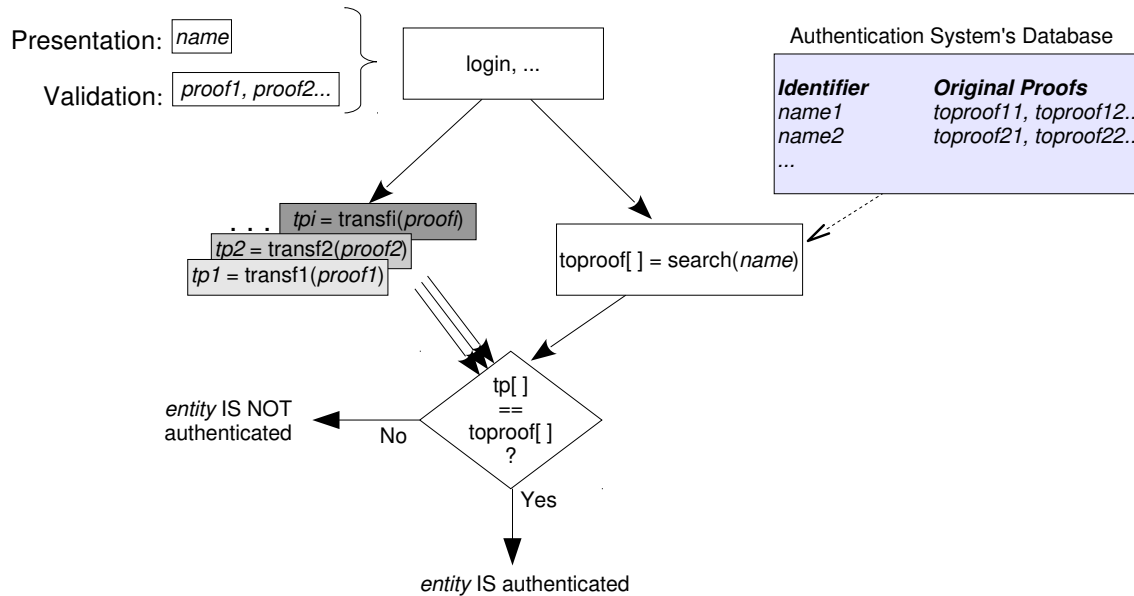 Presentation: name
Validation: proof1, proof2...
login, ...
Authentication System's Database
Identifier Original Proofs
name1 toproof11, toproof12..
name2 toproof21, toproof22..
...
. . . tpi = transfi(proofi)
tp2 = transf2(proof2)
tp1 = transf1(proof1)
toproof[ ] = search(name)
tp[ ]
==
toproof[ ]
?
entity IS NOT
authenticated
No
Yes
entity IS authenticated